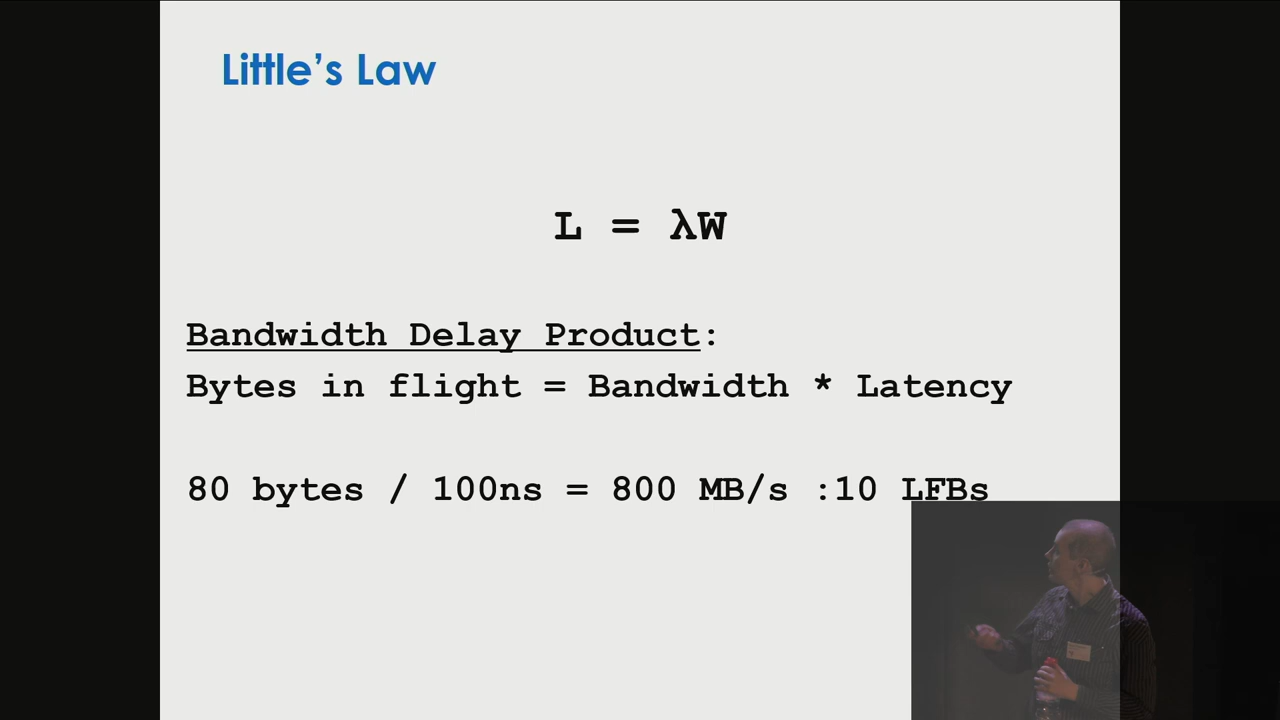 Little’s Law
L = λW
Bandwidth Delay Product:
Bytes in flight = Bandwidth * Latency
80 bytes / 100ns = 800 MB/s :10 LFBs